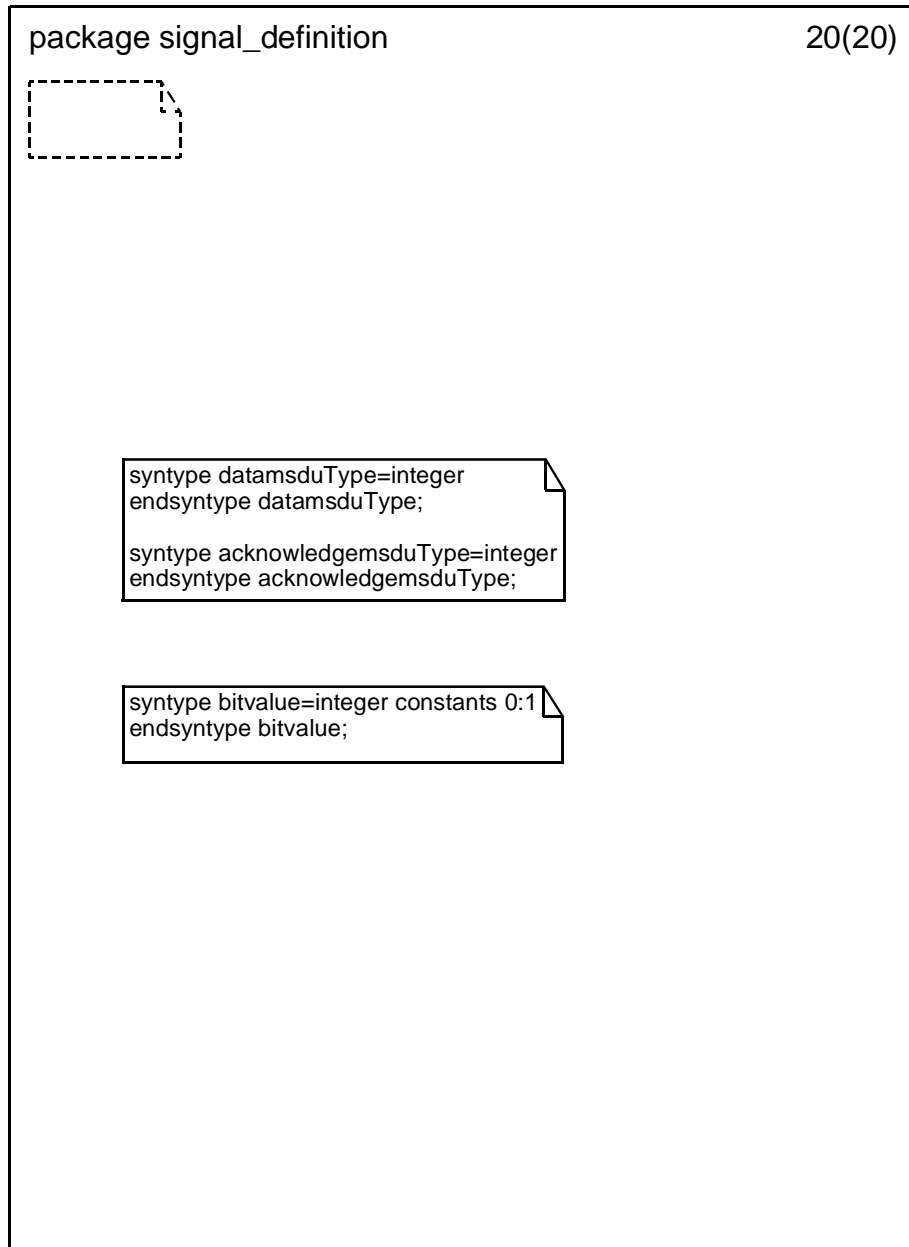 package signal_definition 20(20)
syntype datamsduType=integer
endsyntype datamsduType;
syntype acknowledgemsduType=integer
endsyntype acknowledgemsduType;
syntype bitvalue=integer constants 0:1
endsyntype bitvalue;